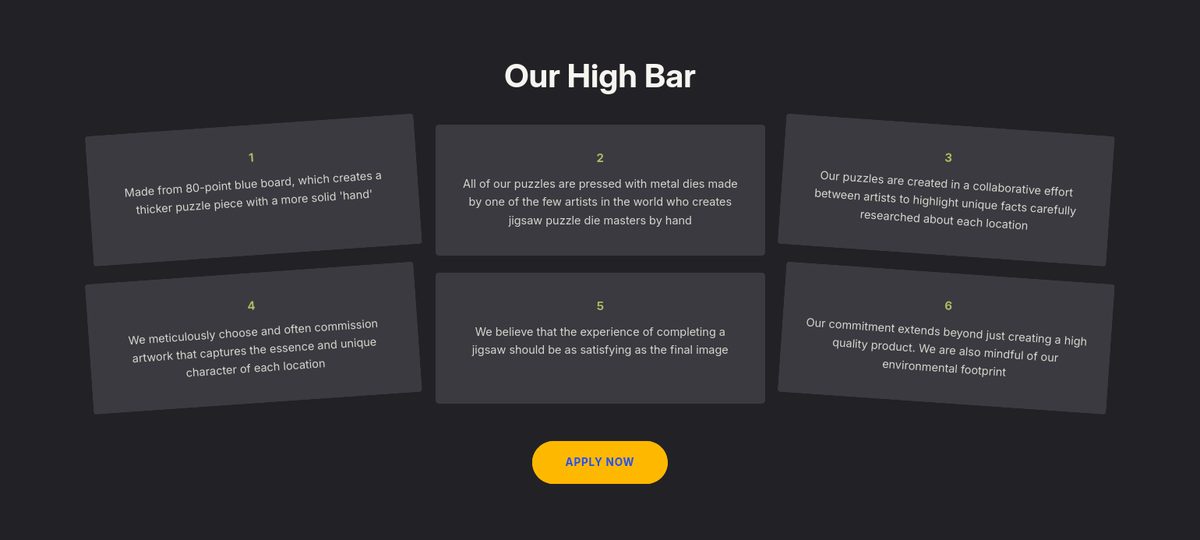 Our High Bar
1
Made from 80-point blue board, which creates a
thicker puzzle piece with a more solid 'hand'
2
All of our puzzles are pressed with metal dies made
by one of the few artists in the world who creates
jigsaw puzzle die masters by hand
3
Our puzzles are created in a collaborative effort
between artists to highlight unique facts carefully
researched about each location
4
We meticulously choose and often commission
artwork that captures the essence and unique
character of each location
5
We believe that the experience of completing a
jigsaw should be as satisfying as the final image
6
Our commitment extends beyond just creating a high
quality product. We are also mindful of our
environmental footprint
APPLY NOW